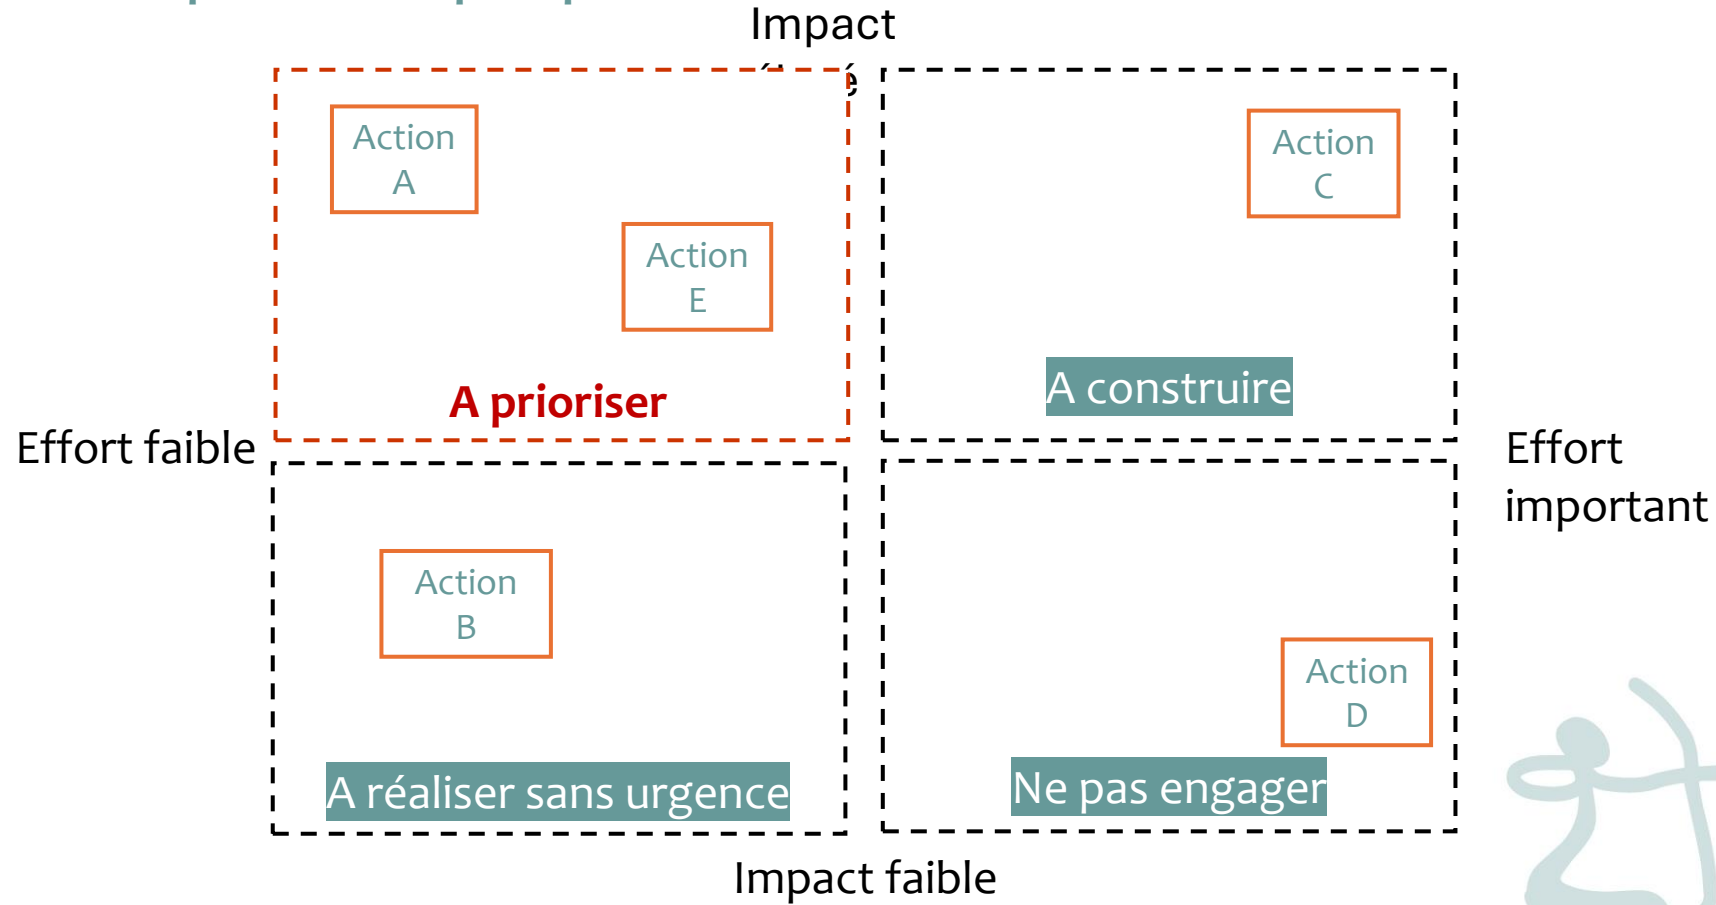 Impact
Action
A
Action
E
A prioriser
Action
C
A construire
Effort faible
Effort
important
Action
B
A réaliser sans urgence
Action
D
Ne pas engager
Impact faible